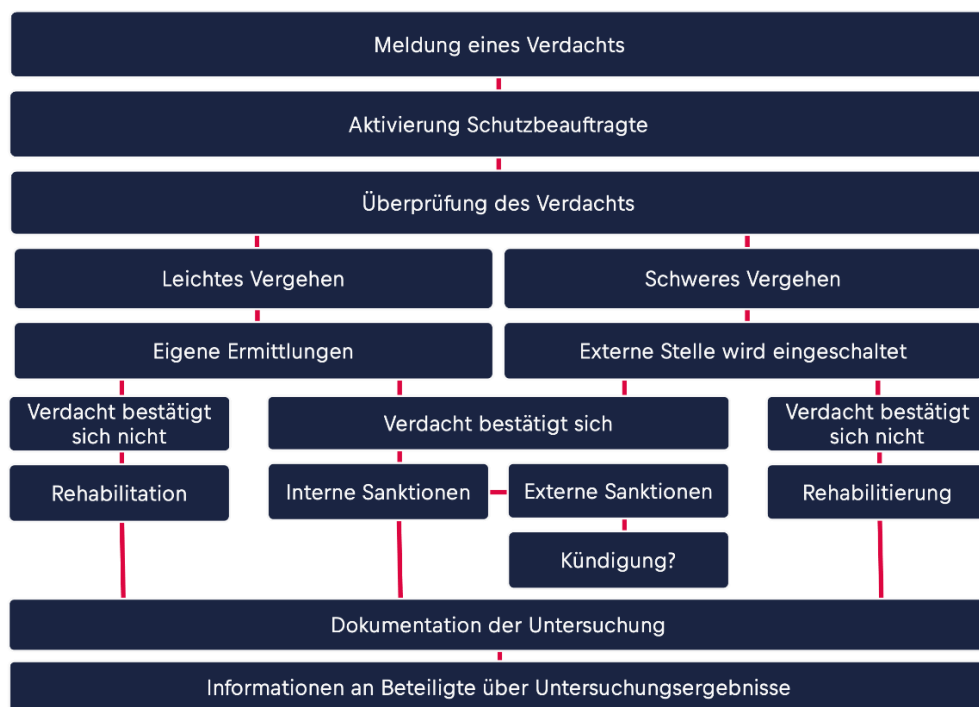 Meldung eines Verdachts
Aktivierung Schutzbeauftragte
Überprüfung des Verdachts
Leichtes Vergehen
Schweres Vergehen
Eigene Ermittlungen
Externe Stelle wird eingeschaltet
Verdacht bestätigt
sich nicht
Verdacht bestätigt sich
Verdacht bestätigt
sich nicht
Rehabilitation
Interne Sanktionen
Externe Sanktionen
Rehabilitierung
Kündigung?
Dokumentation der Untersuchung
Informationen an Beteiligte über Untersuchungsergebnisse